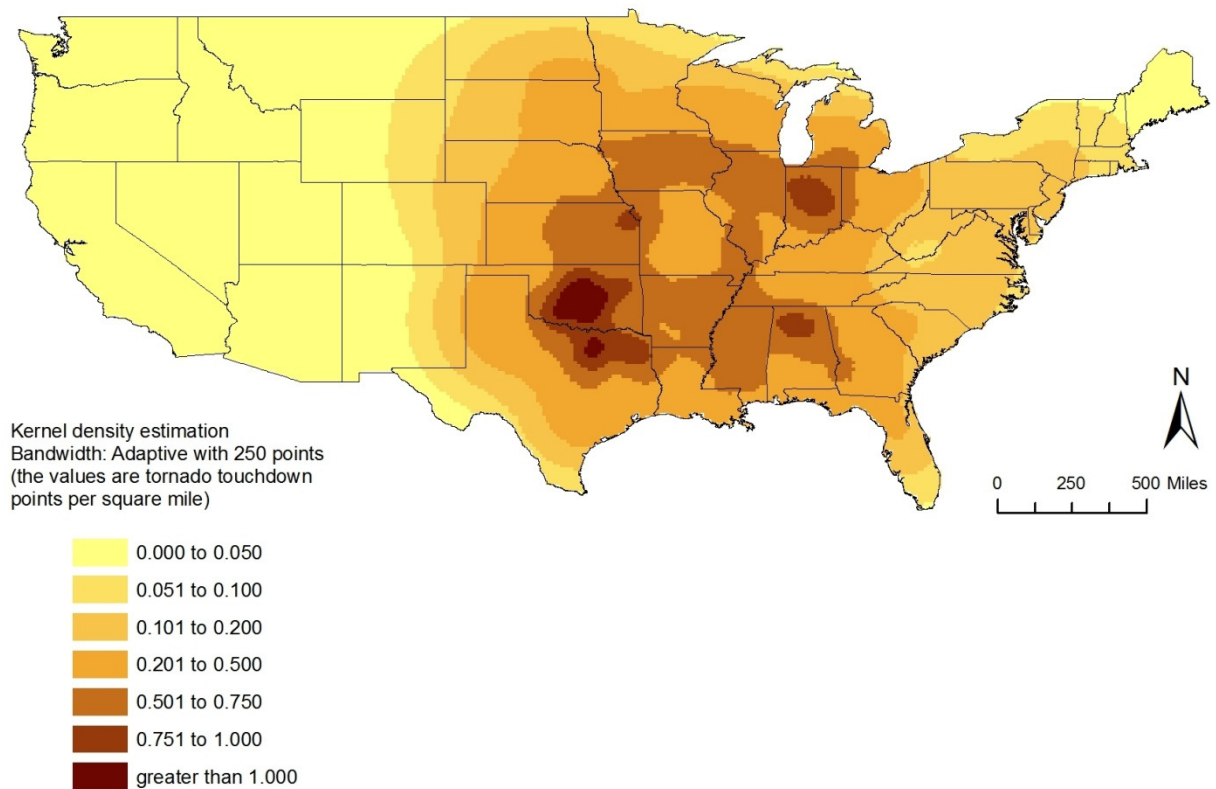 N
0 250 500 Miles
Kernel density estimation
Bandwidth: Adaptive with 250 points
(the values are tornado touchdown
points per square mile)
0.000 to 0.050
0.051 to 0.100
0.101 to 0.200
0.201 to 0.500
0.501 to 0.750
0.751 to 1.000
greater than 1.000